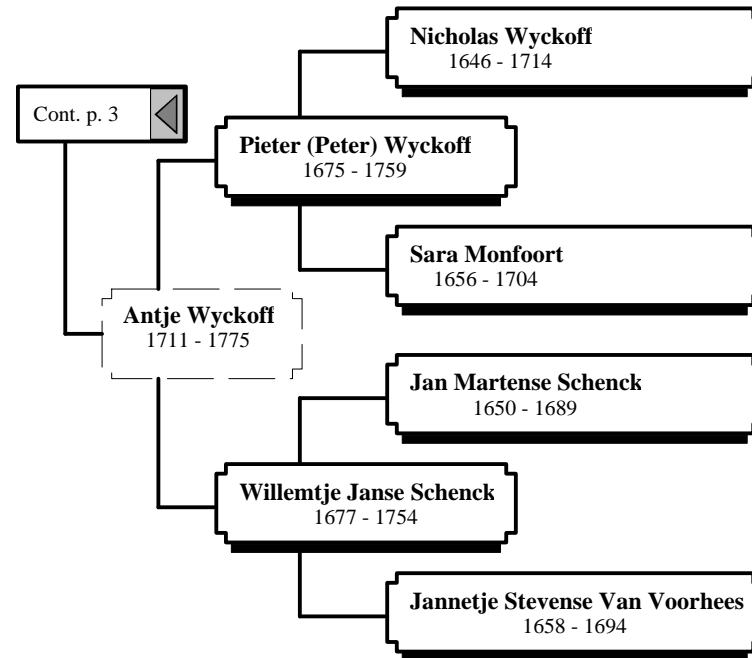 Nicholas Wyckoff
1646 - 1714
Cont. p. 3
Pieter (Peter) Wyckoff
1675 - 1759
Sara Monfoort
1656 - 1704
Antje Wyckoff
1711 - 1775
Jan Martense Schenck
1650 - 1689
Willemtje Janse Schenck
1677 - 1754
Jannetje Stevense Van Voorhees
1658 - 1694